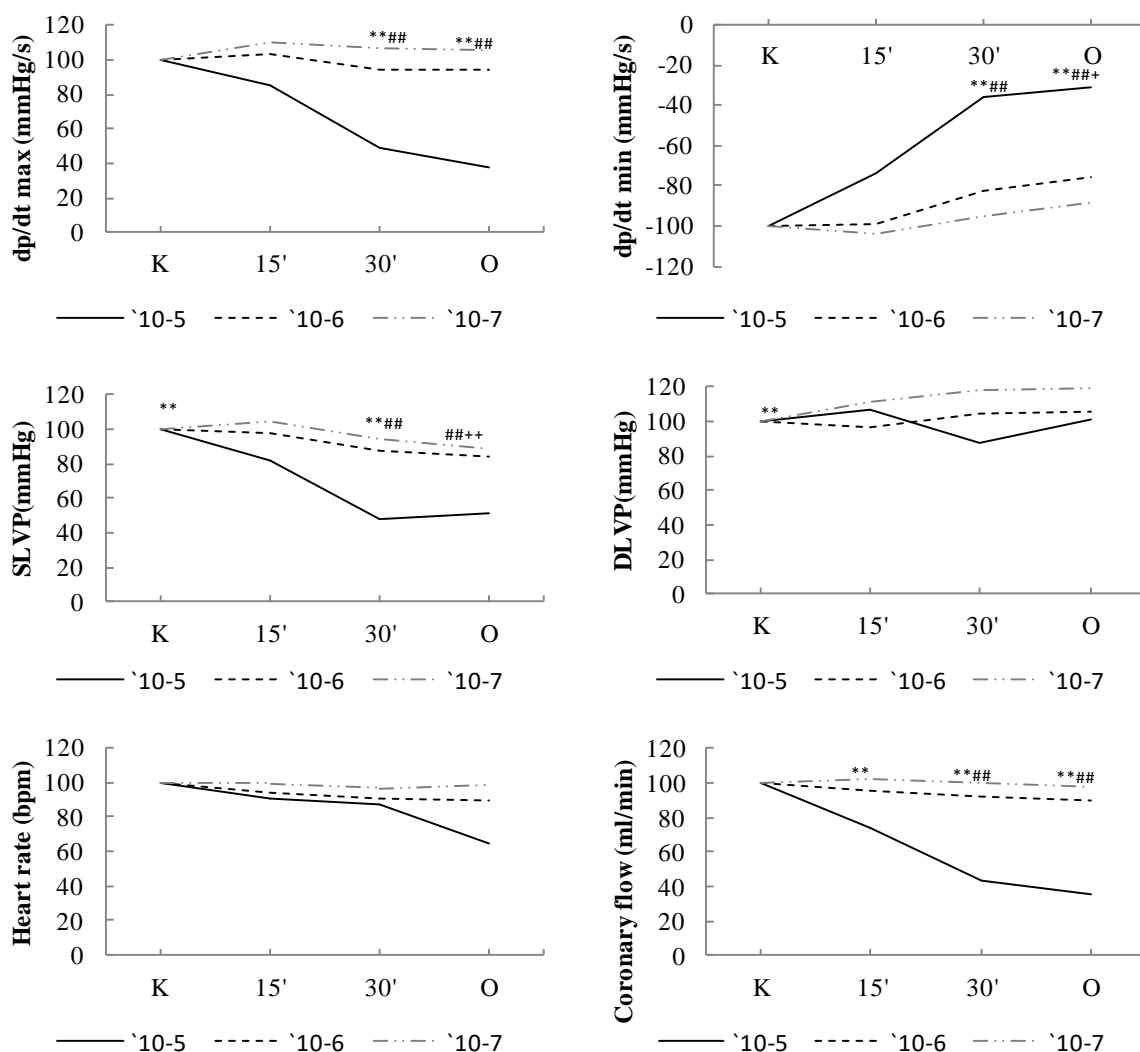 dp/dt max (mmHg/s)
120
100
80
60
40
20
0
**## **##
K 15' 30' O
`10-5 `10-6 `10-7
dp/dt min (mmHg/s)
0
-20
-40
-60
-80
-100
-120
K 15' 30' O
**## **##+
`10-5 `10-6 `10-7
SLVP(mmHg)
120
100
80
60
40
20
0
** **## ##++
K 15' 30' O
`10-5 `10-6 `10-7
DLVP(mmHg)
120
100
80
60
40
20
0
**
K 15' 30' O
`10-5 `10-6 `10-7
Heart rate (bpm)
120
100
80
60
40
20
0
K 15' 30' O
`10-5 `10-6 `10-7
Coronary flow (ml/min)
120
100
80
60
40
20
0
** **## **##
K 15' 30' O
`10-5 `10-6 `10-7